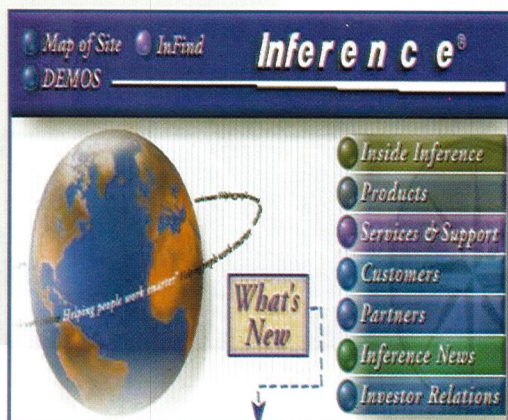 Map of Site InFind
DEMOS
Inference®
Inside Inference
Products
Services & Support
Customers
Partners
Inference News
Investor Relations
Helping people work smarter
What's
New